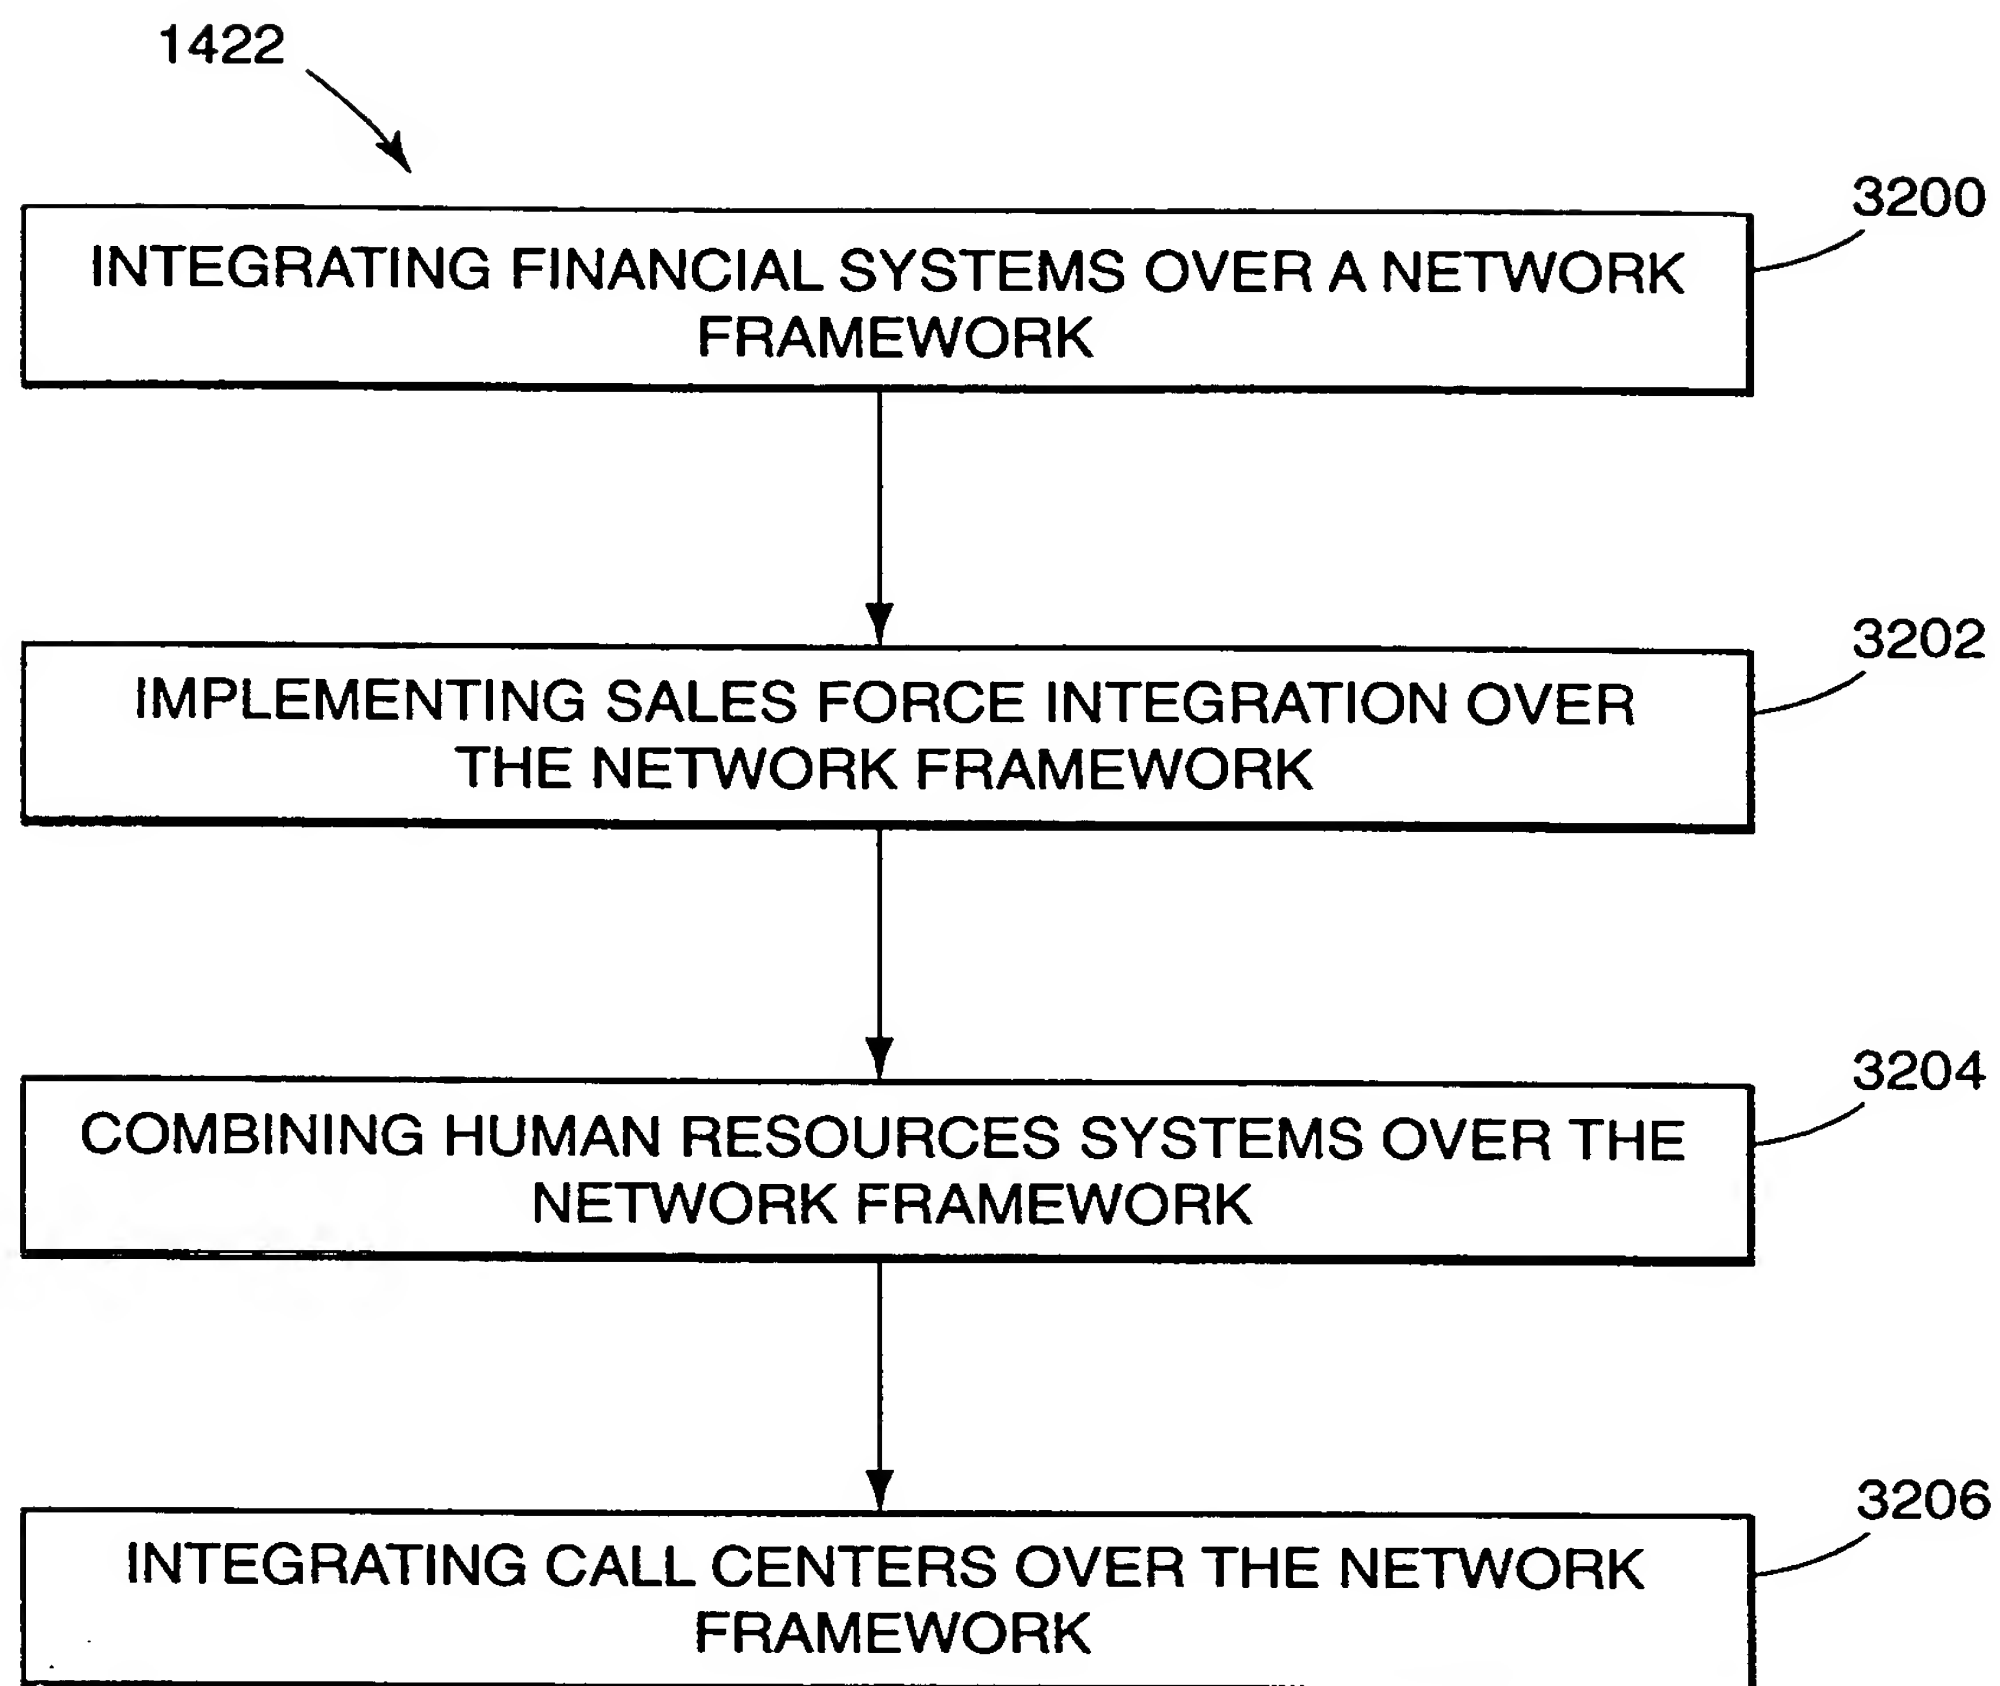 1422
3200
INTEGRATING FINANCIAL SYSTEMS OVER A NETWORK
FRAMEWORK
3202
IMPLEMENTING SALES FORCE INTEGRATION OVER
THE NETWORK FRAMEWORK
3204
COMBINING HUMAN RESOURCES SYSTEMS OVER THE
NETWORK FRAMEWORK
3206
INTEGRATING CALL CENTERS OVER THE NETWORK
FRAMEWORK